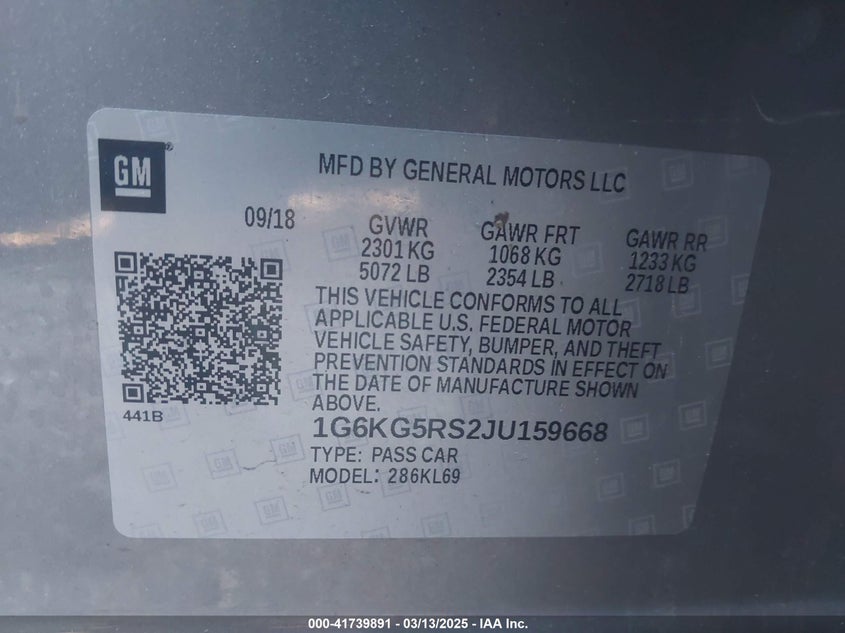 GM
MFD BY GENERAL MOTORS LLC
09/18
GVWR
2301 KG
5072 LB
GAWR FRT
1068 KG
2354 LB
GAWR RR
1233 KG
2718 LB
THIS VEHICLE CONFORMS TO ALL
APPLICABLE U.S. FEDERAL MOTOR
VEHICLE SAFETY, BUMPER, AND THEFT
PREVENTION STANDARDS IN EFFECT ON
THE DATE OF MANUFACTURE SHOWN
ABOVE.
441B
1G6KG5RS2JU159668
TYPE: PASS CAR
MODEL: 286KL69
000-41739891 - 03/13/2025 - IAA Inc.